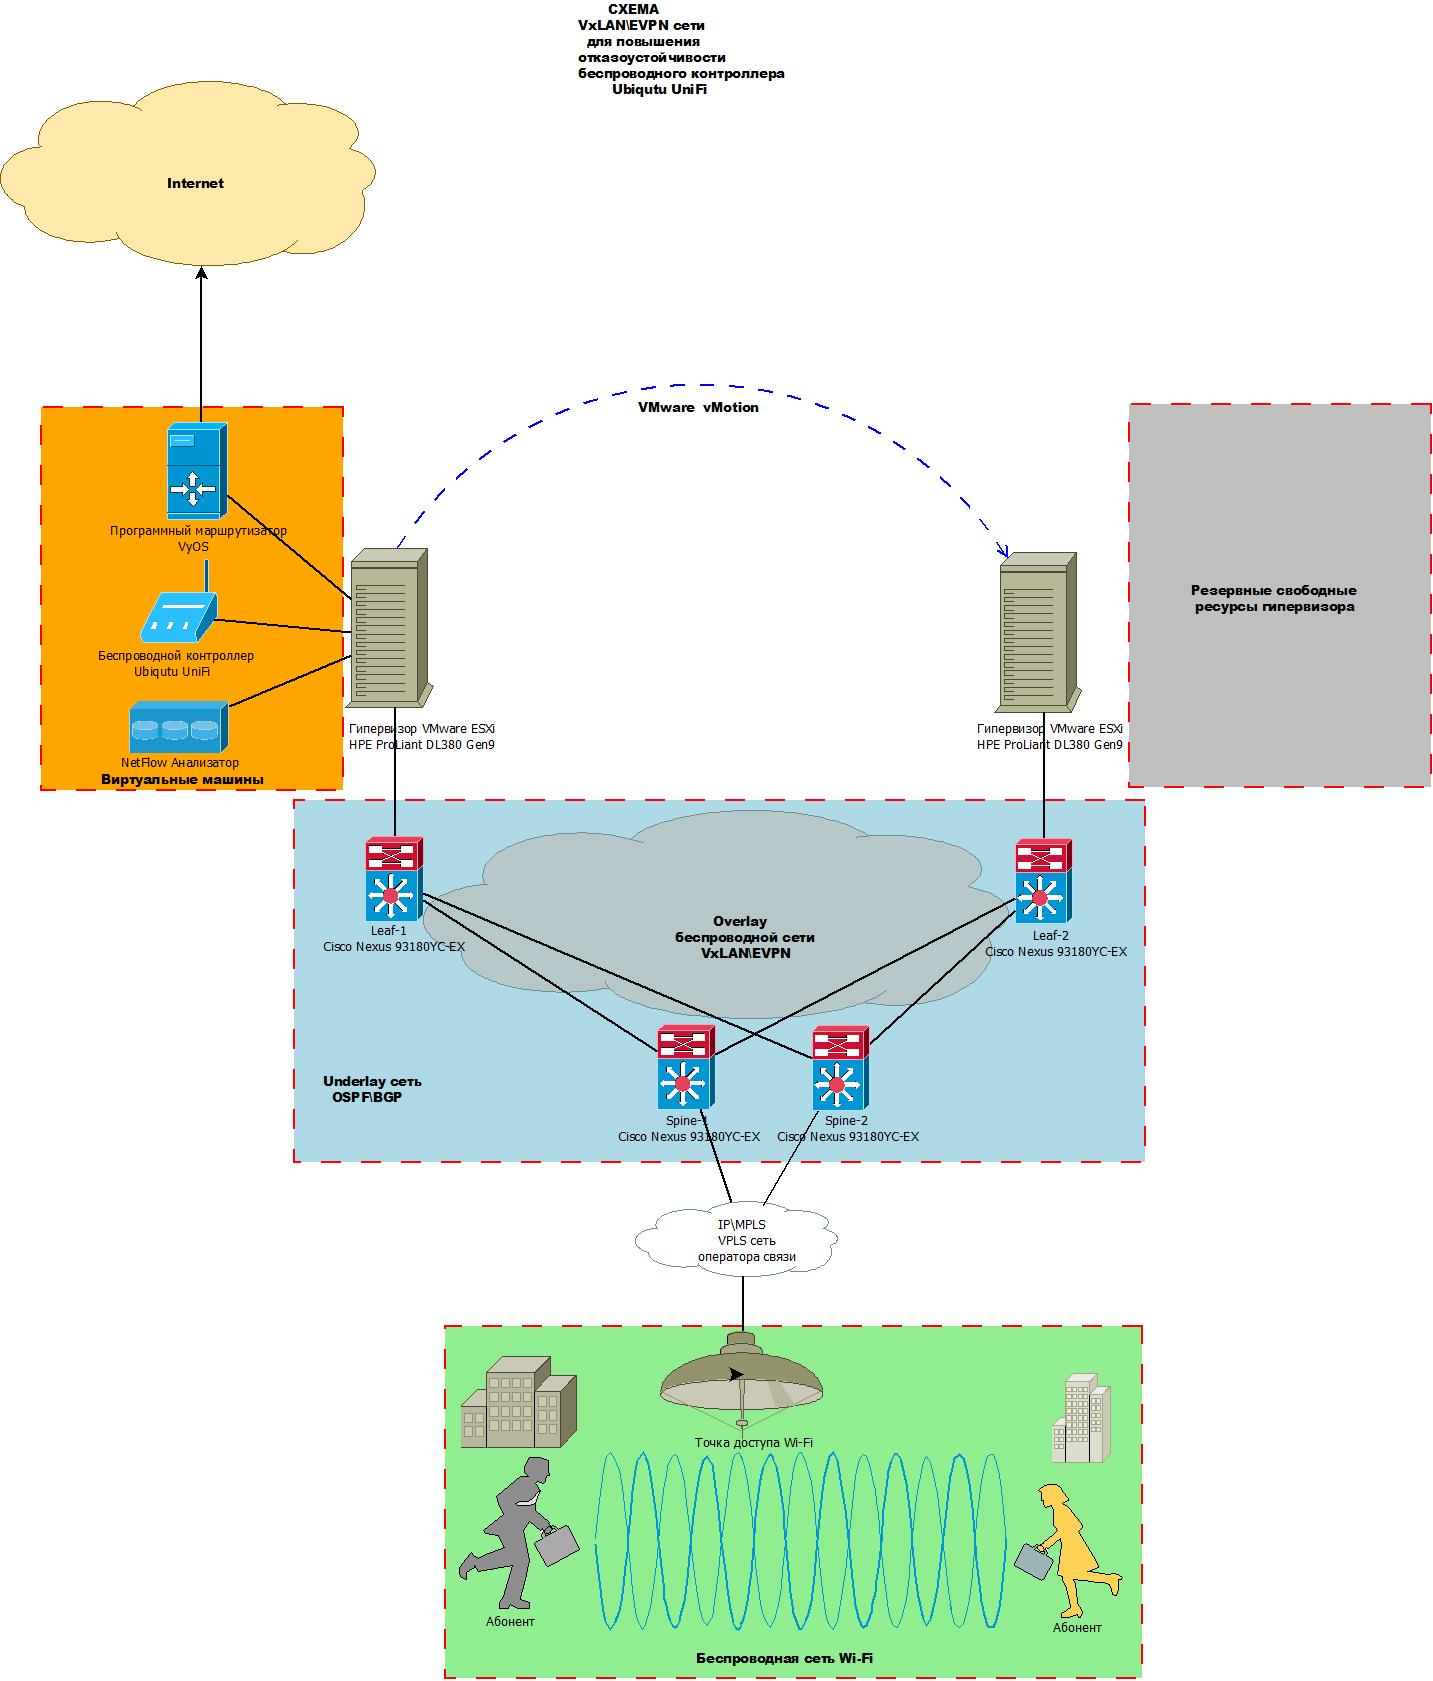 СХЕМА
VxLAN\EVPN сети
для повышения
отказоустойчивости
беспроводного контроллера
Ubiqutu UniFi
Internet
VMware vMotion
Программный маршрутизатор
VyOS
Беспроводной контроллер
Ubiqutu UniFi
NetFlow Анализатор
Виртуальные машины
Гипервизор VMware ESXi
HPE ProLiant DL380 Gen9
Гипервизор VMware ESXi
HPE ProLiant DL380 Gen9
Резервные свободные
ресурсы гипервизора
Leaf-1
Cisco Nexus 93180YC-EX
Overlay
беспроводной сети
VxLAN\EVPN
Leaf-2
Cisco Nexus 93180YC-EX
Underlay сеть
OSPF\BGP
Spine-1
Cisco Nexus 93180YC-EX
Spine-2
Cisco Nexus 93180YC-EX
IP\MPLS
VPLS сеть
оператора связи
Точка доступа Wi-Fi
Абонент
Абонент
Беспроводная сеть Wi-Fi